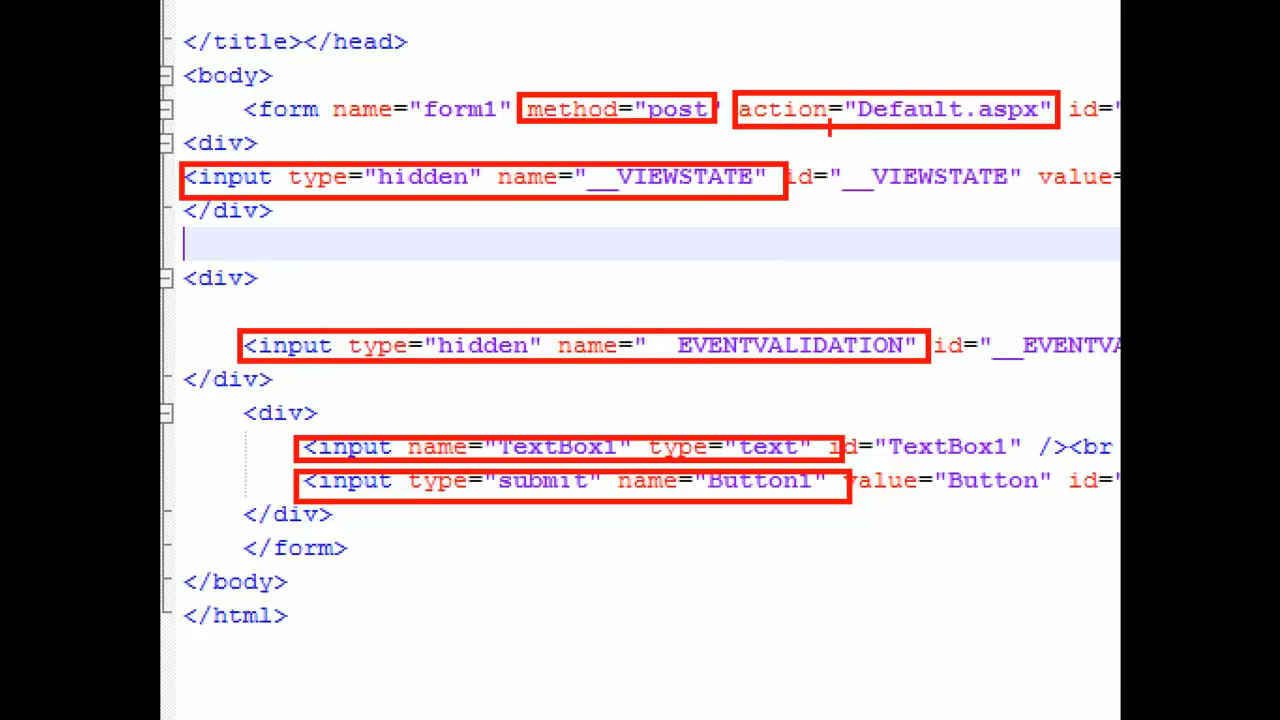 </title></head>
<body>
<form name="form1" method="post" action="Default.aspx" id="
<div>
<input type="hidden" name="__VIEWSTATE" id="__VIEWSTATE" value=
</div>
<div>
<input type="hidden" name="__EVENTVALIDATION" id="__EVENTVA
</div>
<div>
<input name="TextBox1" type="text" id="TextBox1" /><br
<input type="submit" name="Button1" value="Button" id="
</div>
</form>
</body>
</html>